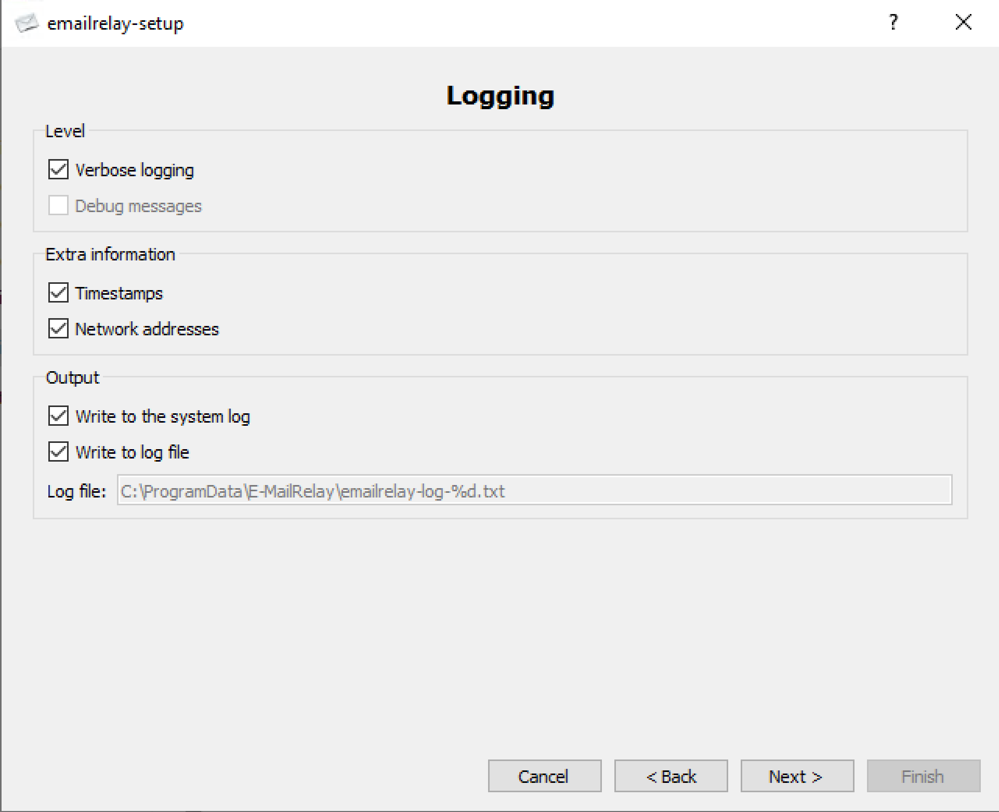 emailrelay-setup ?
Logging
Level
Verbose logging
Debug messages
Extra information
Timestamps
Network addresses
Output
Write to the system log
Write to log file
Log file: C:\ProgramData\E-MailRelay\emailrelay-log-%d.txt
Cancel < Back Next > Finish